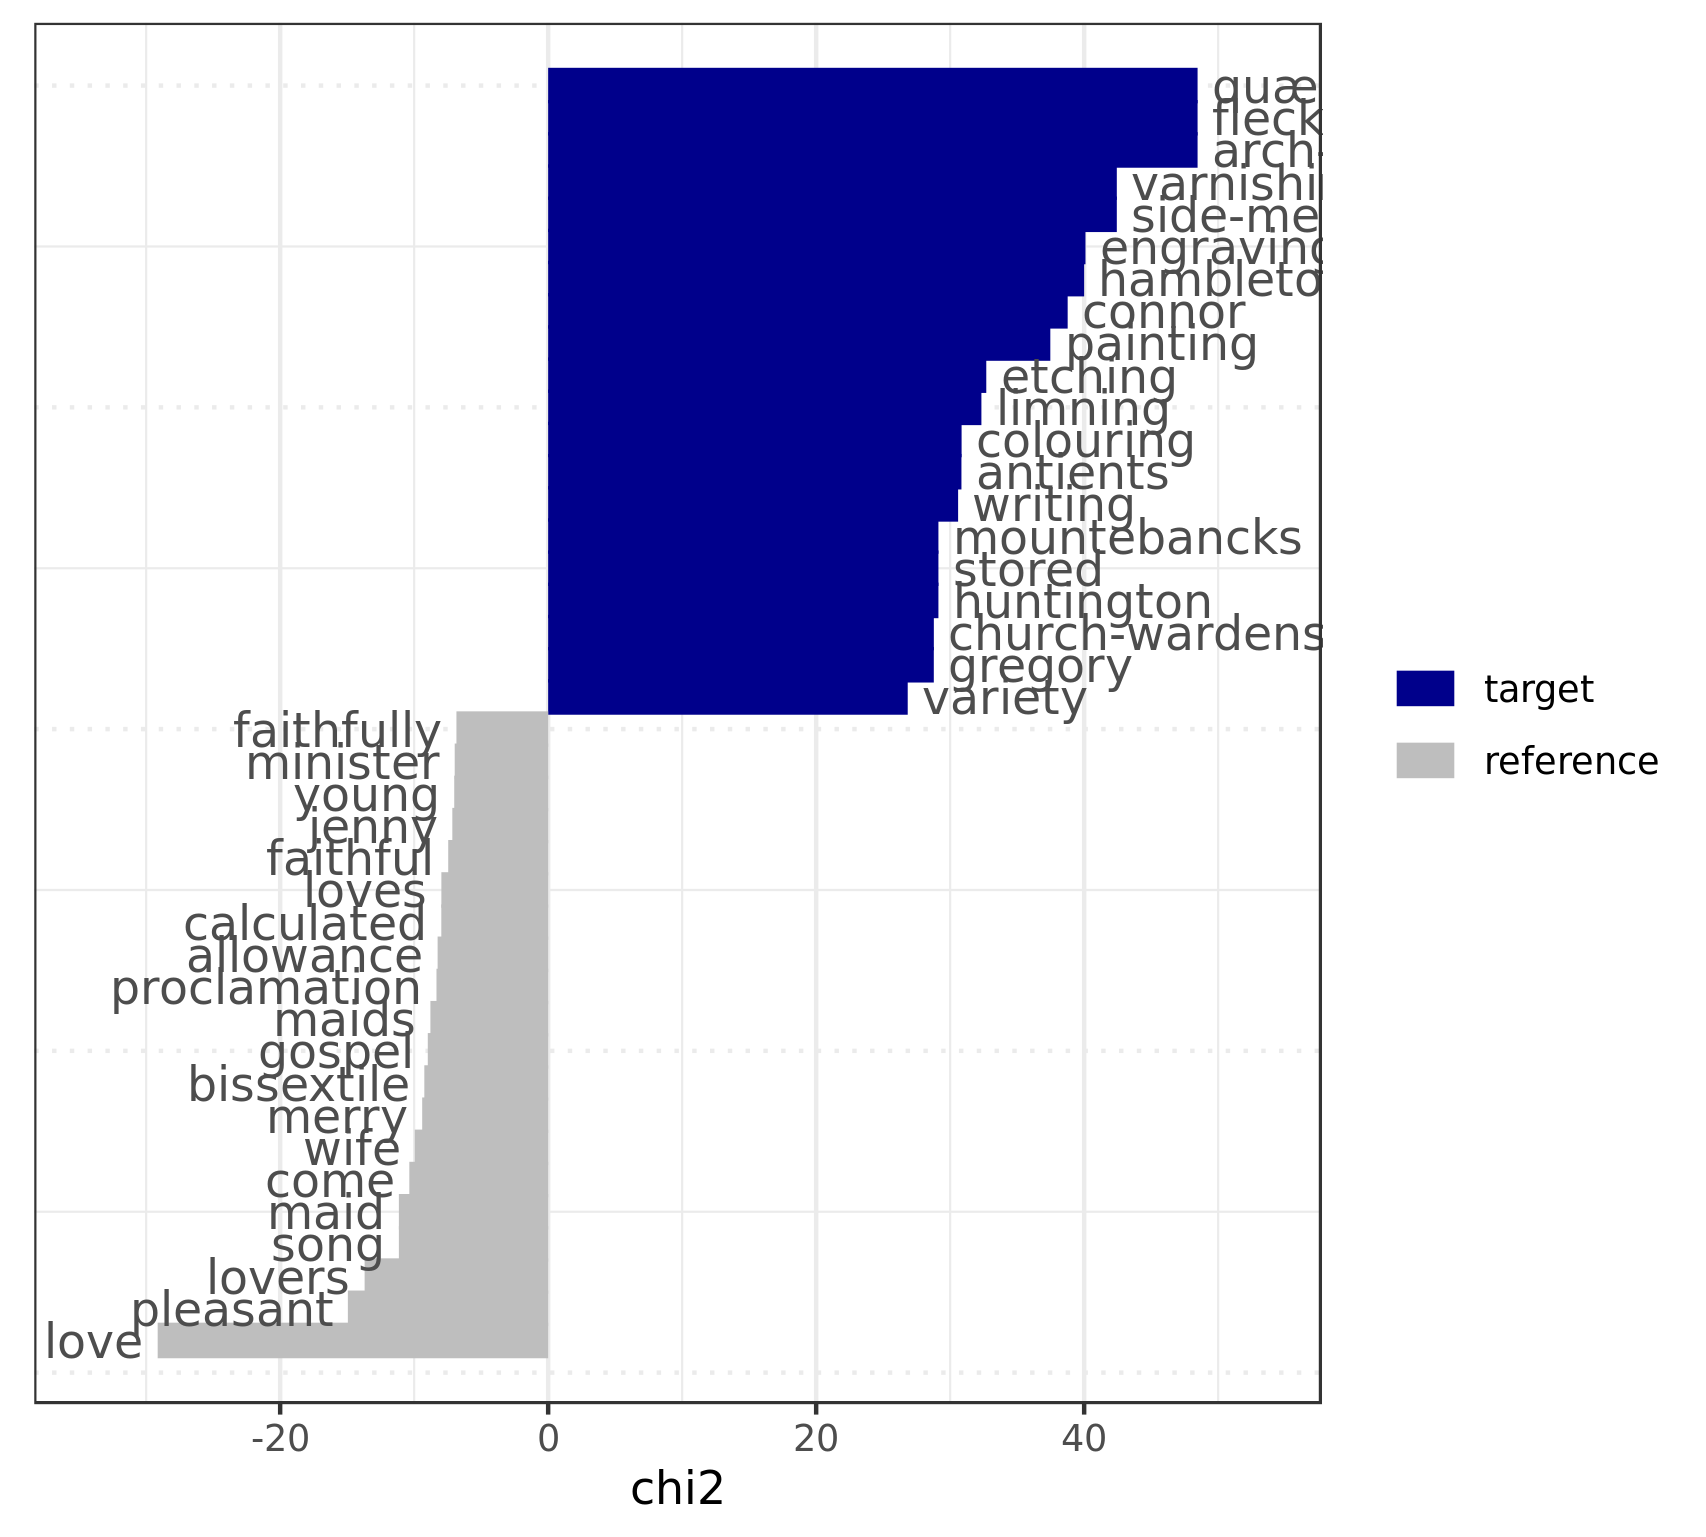 quæ
fleck
arch-
varnishi
side-me
engraving
hambleto
connor
painting
etching
limning
colouring
antients
writing
mountebancks
stored
huntington
church-wardens
gregory
variety
faithfully
minister
young
jenny
faithful
loves
calculated
allowance
proclamation
maids
gospel
bissextile
merry
wife
come
maid
song
lovers
pleasant
love
target
reference
-20 0 20 40
chi2